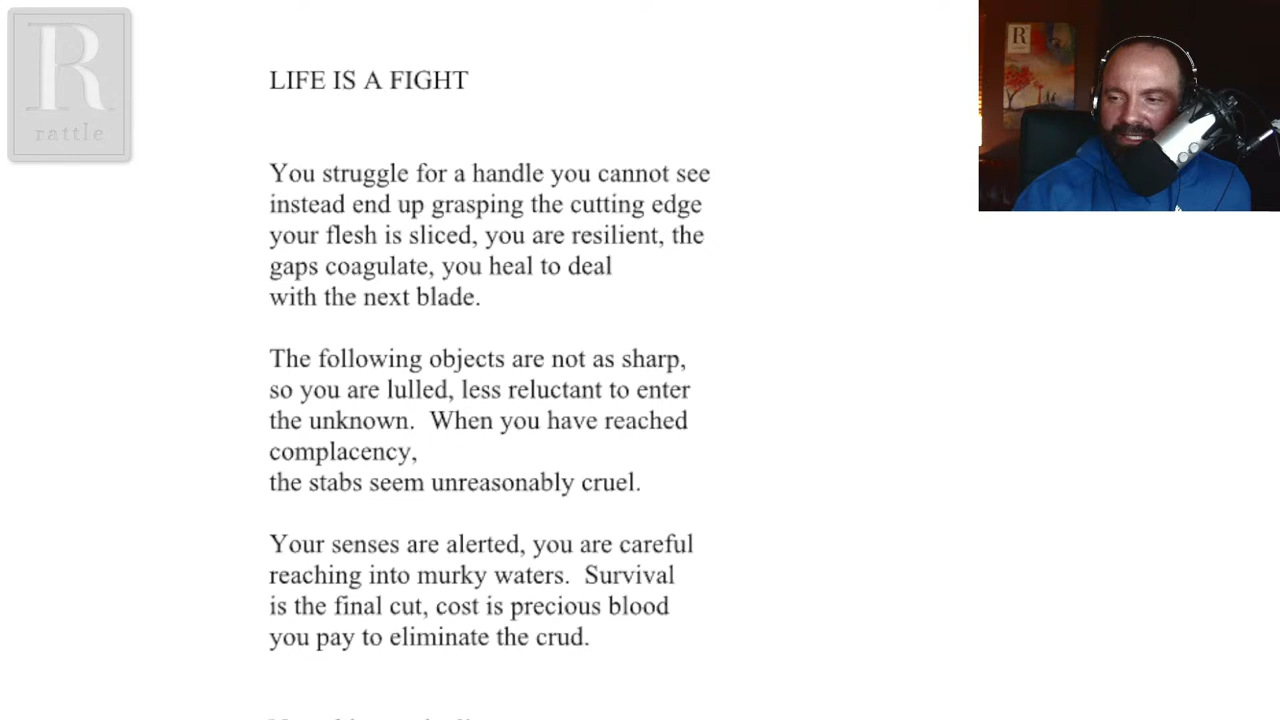 R
rattle
R
LIFE IS A FIGHT
You struggle for a handle you cannot see
instead end up grasping the cutting edge
your flesh is sliced, you are resilient, the
gaps coagulate, you heal to deal
with the next blade.
The following objects are not as sharp,
so you are lulled, less reluctant to enter
the unknown.  When you have reached
complacency,
the stabs seem unreasonably cruel.
Your senses are alerted, you are careful
reaching into murky waters.  Survival
is the final cut, cost is precious blood
you pay to eliminate the crud.